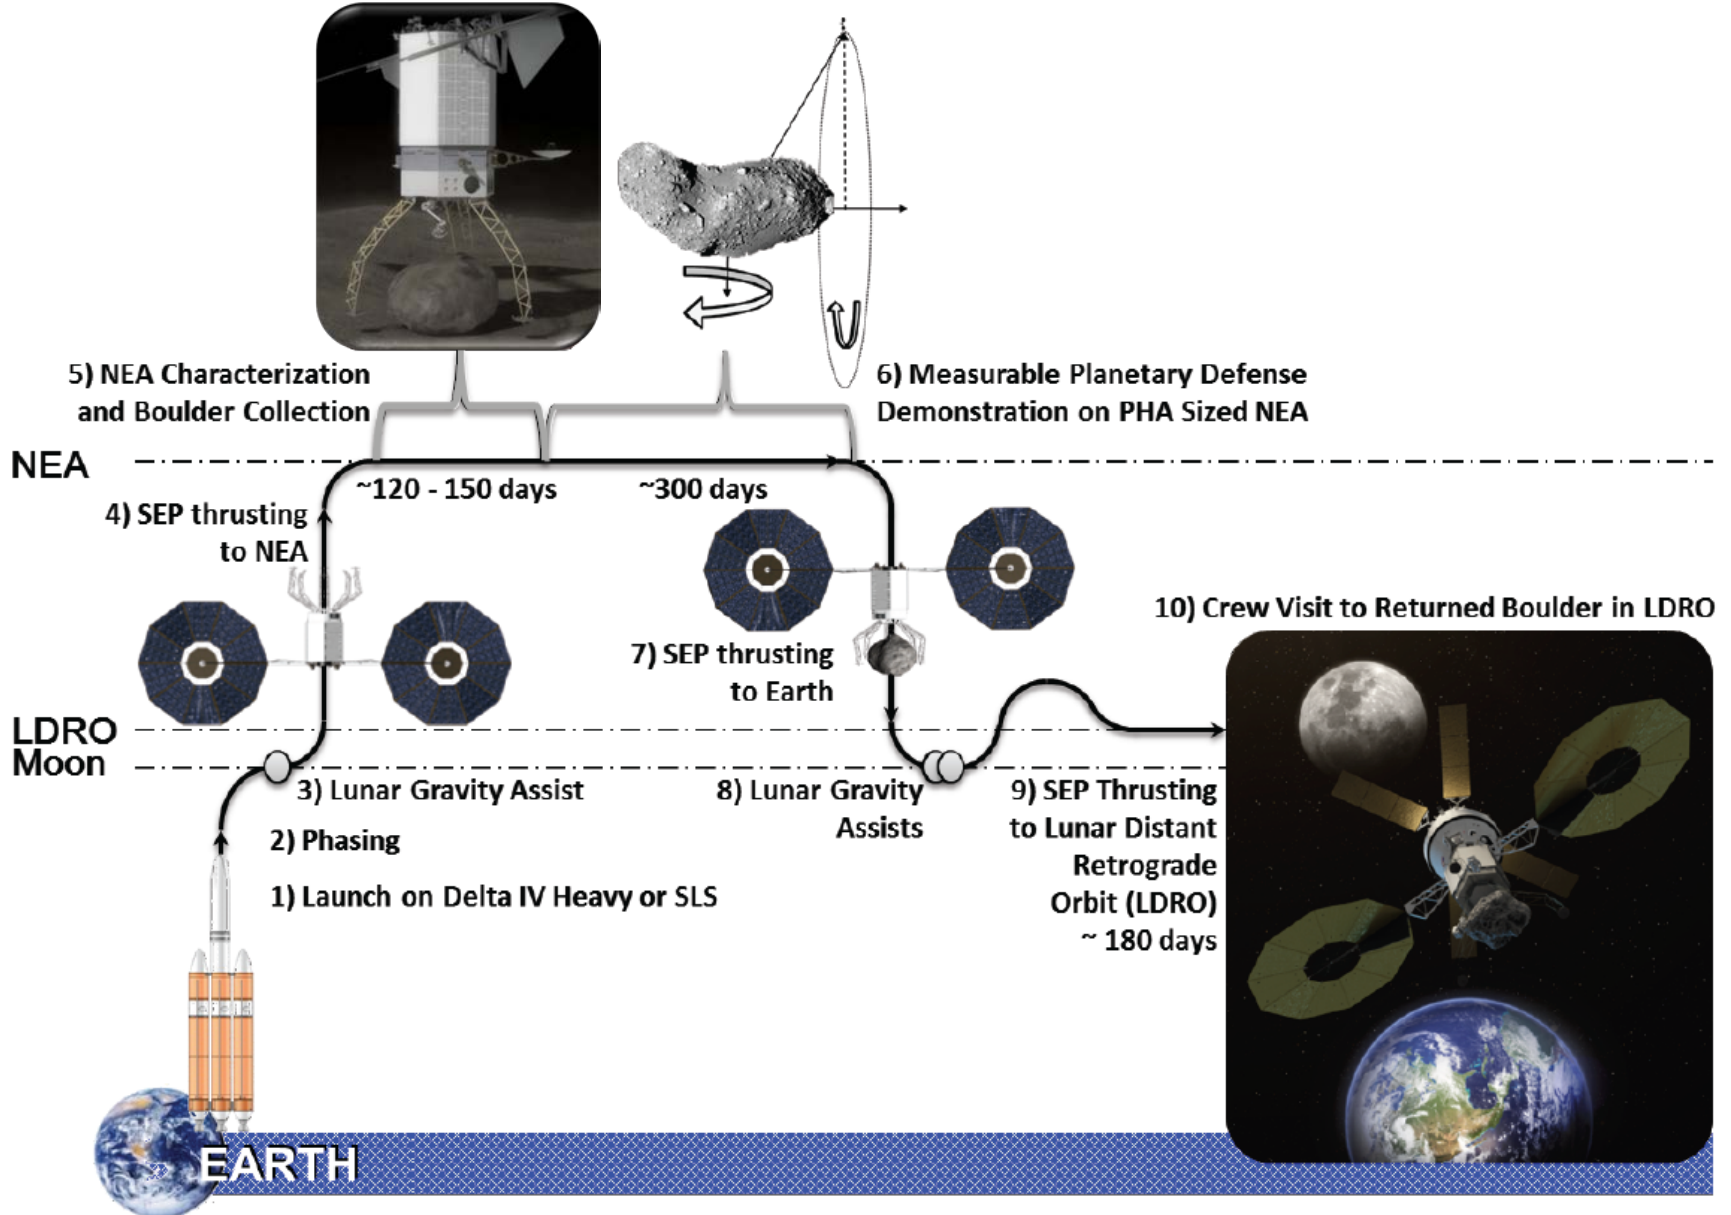 5) NEA Characterization
and Boulder Collection
6) Measurable Planetary Defense
Demonstration on PHA Sized NEA
NEA
~120 - 150 days
~300 days
4) SEP thrusting
to NEA
10) Crew Visit to Returned Boulder in LDRO
7) SEP thrusting
to Earth
LDRO
Moon
3) Lunar Gravity Assist
8) Lunar Gravity
Assists
9) SEP Thrusting
to Lunar Distant
Retrograde
Orbit (LDRO)
~ 180 days
2) Phasing
1) Launch on Delta IV Heavy or SLS
EARTH